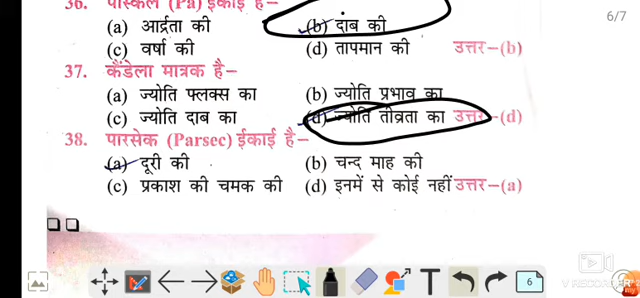 36. पास्कल (Pa) इकाई है–
6/7
(a) आर्द्रता की (b) दांब की
(c) वर्षा की (d) तापमान की उत्तर–(b)
37. कैंडेला मात्रक है–
(a) ज्योति फ्लक्स का (b) ज्योति प्रभाव का
(c) ज्योति दाब का (d) ज्योति तीव्रता का उत्तर–(d)
38. पारसेक (Parsec) ईकाई है–
(a) दूरी की (b) चन्द माह की
(c) प्रकाश की चमक की (d) इनमें से कोई नहीं उत्तर–(a)
T 6